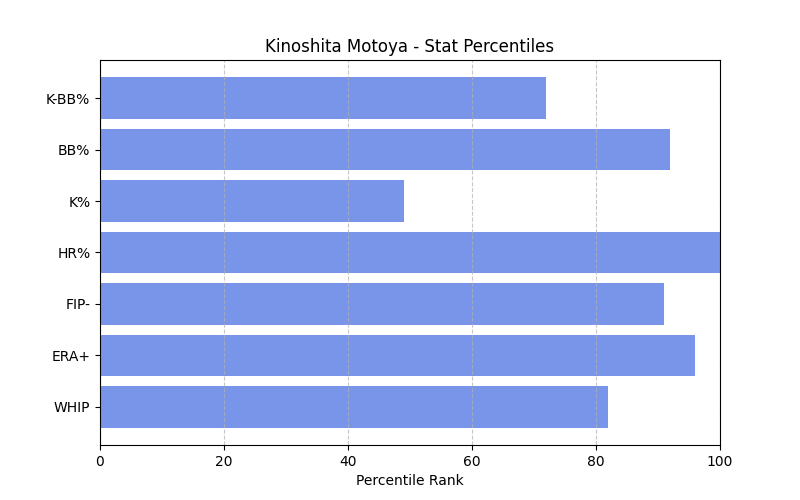 Kinoshita Motoya - Stat Percentiles
K-BB%
BB%
K%
HR%
FIP-
ERA+
WHIP
0 20 40 60 80 100
Percentile Rank